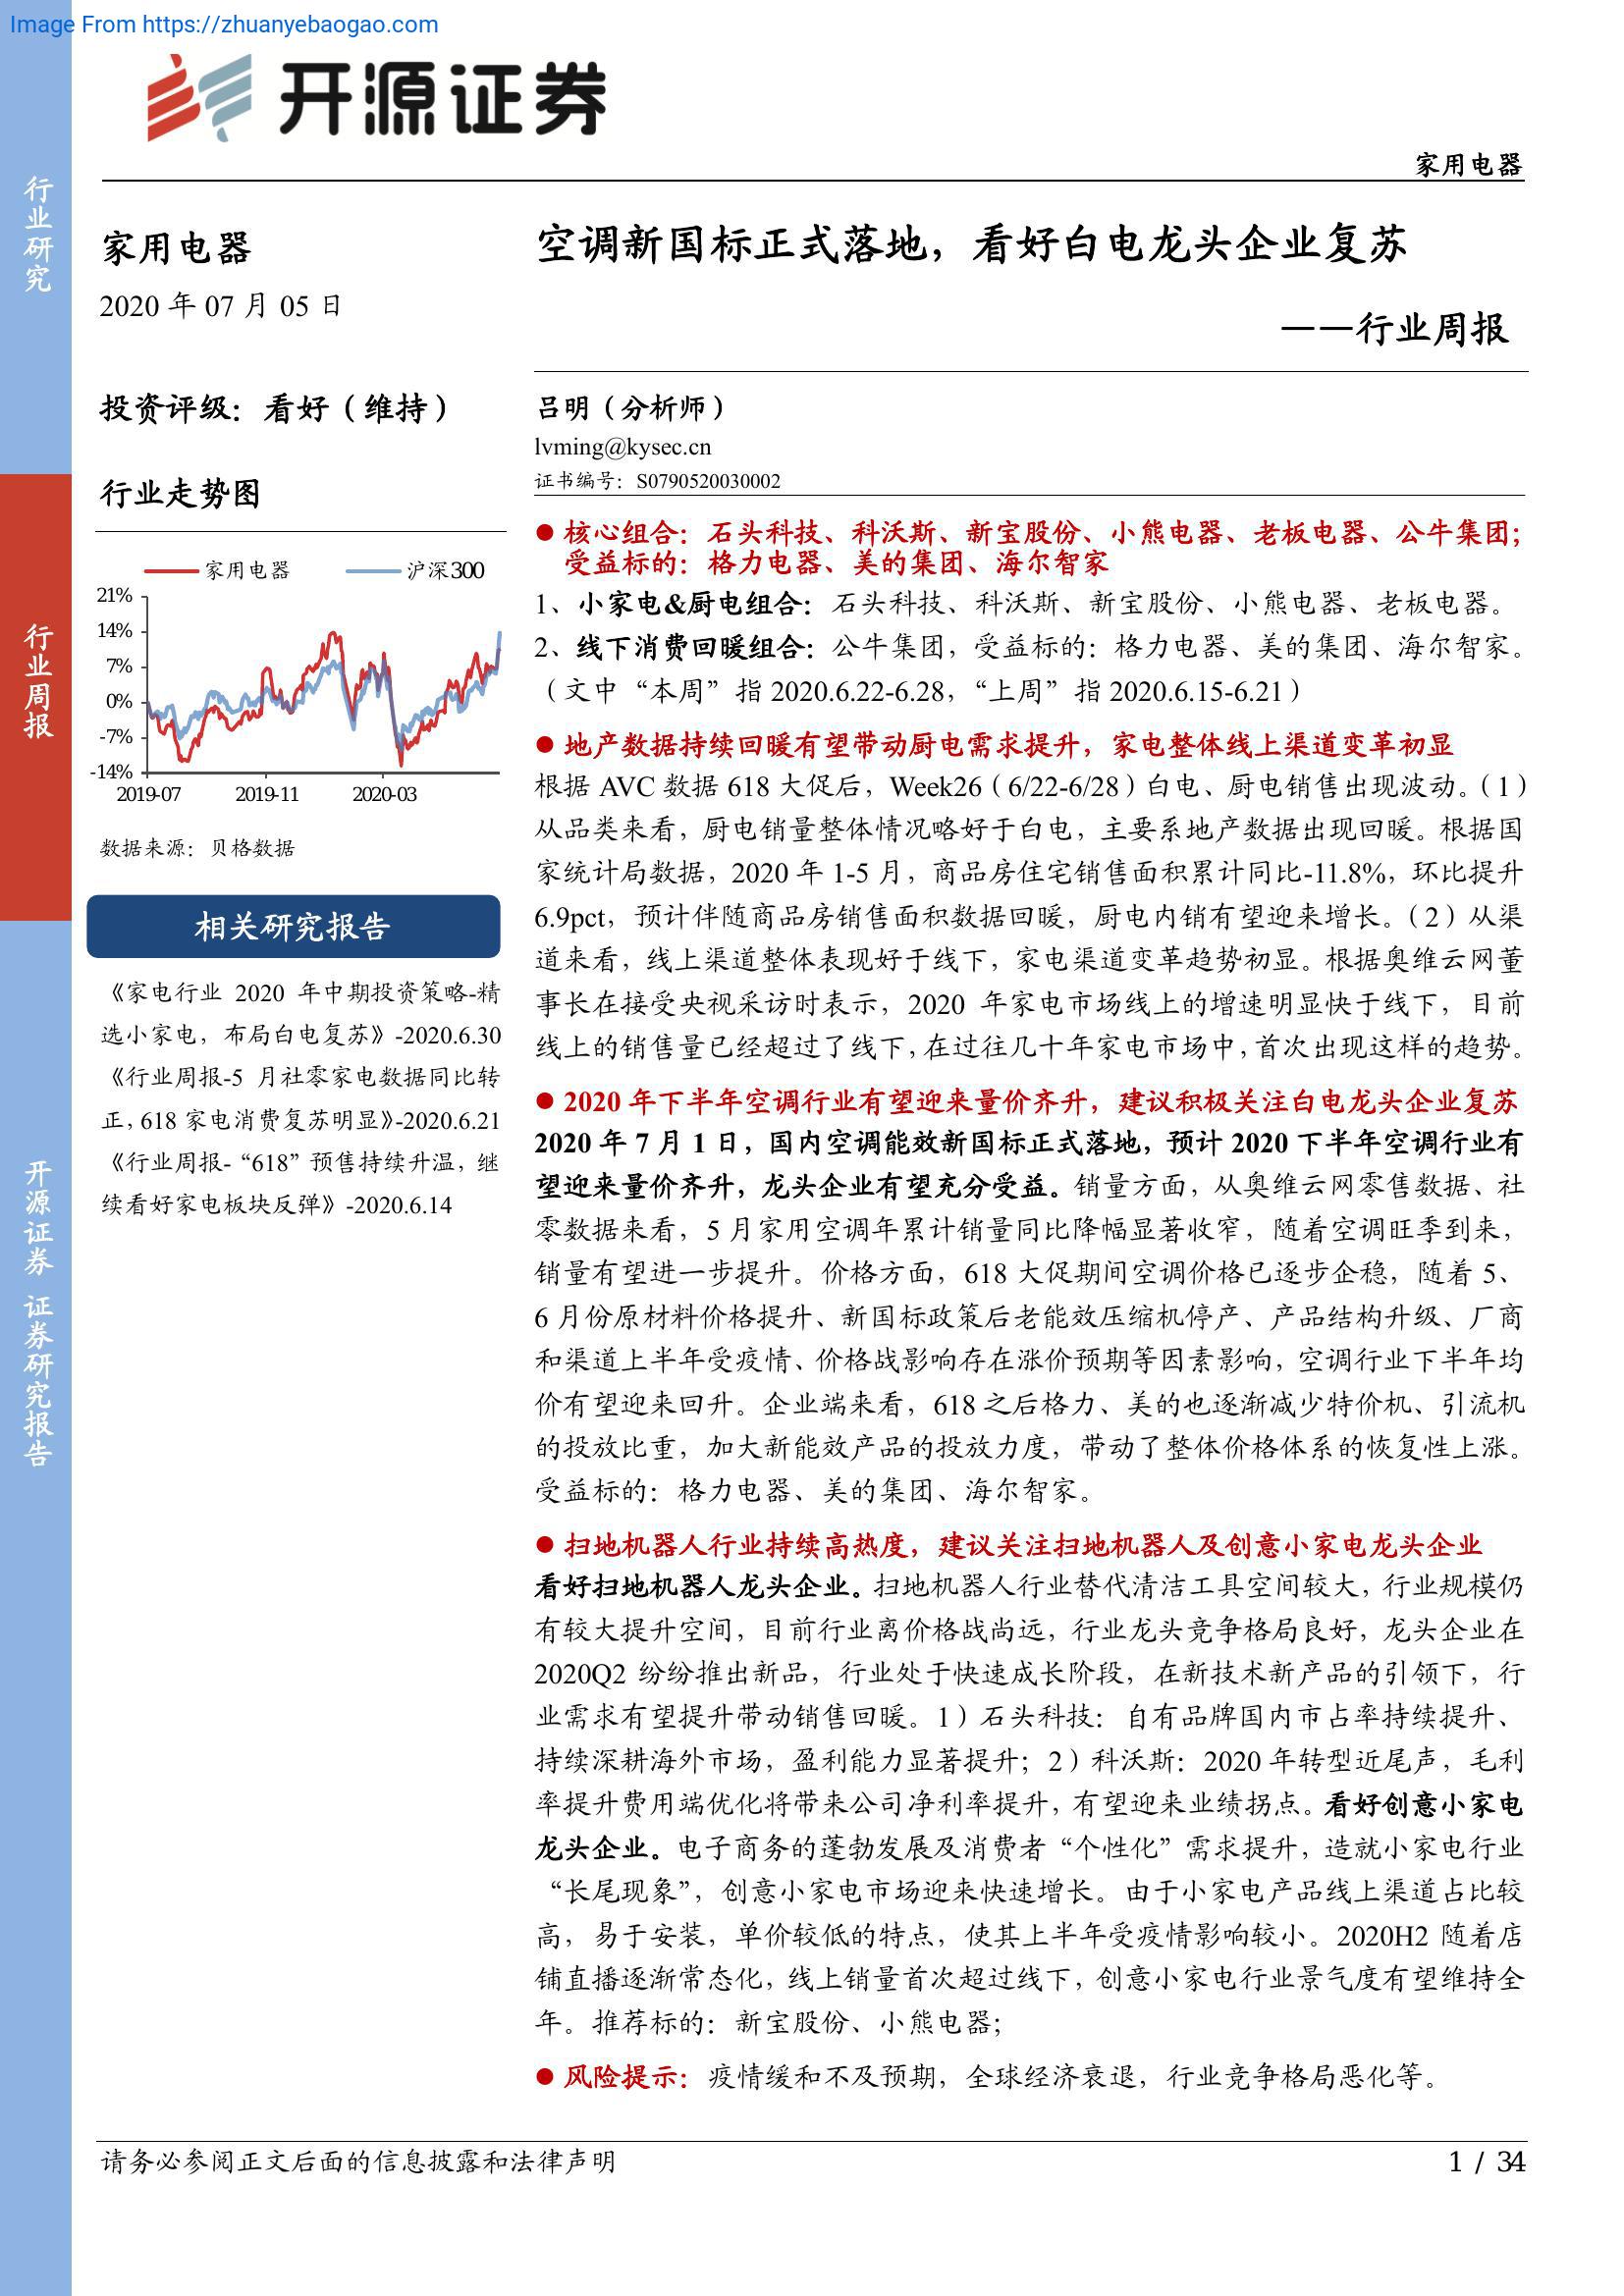 Image From https://zhuanyebaogao.com
开源证券
家用电器
行业研究
行业周报
开源证券 证券研究报告
家用电器
2020 年 07 月 05 日
投资评级：看好（维持）
行业走势图
家用电器 沪深300
21%
14%
7%
0%
-7%
-14%
2019-07 2019-11 2020-03
数据来源：贝格数据
相关研究报告
《家电行业 2020 年中期投资策略-精
选小家电，布局白电复苏》-2020.6.30
《行业周报-5 月社零家电数据同比转
正，618 家电消费复苏明显》-2020.6.21
《行业周报-“618”预售持续升温，继
续看好家电板块反弹》-2020.6.14
空调新国标正式落地，看好白电龙头企业复苏
——行业周报
吕明（分析师）
lvming@kysec.cn
证书编号：S0790520030002
● 核心组合：石头科技、科沃斯、新宝股份、小熊电器、老板电器、公牛集团；
受益标的：格力电器、美的集团、海尔智家
1、小家电&厨电组合：石头科技、科沃斯、新宝股份、小熊电器、老板电器。
2、线下消费回暖组合：公牛集团，受益标的：格力电器、美的集团、海尔智家。
（文中“本周”指 2020.6.22-6.28，“上周”指 2020.6.15-6.21）
● 地产数据持续回暖有望带动厨电需求提升，家电整体线上渠道变革初显
根据 AVC 数据 618 大促后，Week26（6/22-6/28）白电、厨电销售出现波动。（1）
从品类来看，厨电销量整体情况略好于白电，主要系地产数据出现回暖。根据国
家统计局数据，2020 年 1-5 月，商品房住宅销售面积累计同比-11.8%，环比提升
6.9pct，预计伴随商品房销售面积数据回暖，厨电内销有望迎来增长。（2）从渠
道来看，线上渠道整体表现好于线下，家电渠道变革趋势初显。根据奥维云网董
事长在接受央视采访时表示，2020 年家电市场线上的增速明显快于线下，目前
线上的销售量已经超过了线下，在过往几十年家电市场中，首次出现这样的趋势。
● 2020 年下半年空调行业有望迎来量价齐升，建议积极关注白电龙头企业复苏
2020 年 7 月 1 日，国内空调能效新国标正式落地，预计 2020 下半年空调行业有
望迎来量价齐升，龙头企业有望充分受益。销量方面，从奥维云网零售数据、社
零数据来看，5 月家用空调年累计销量同比降幅显著收窄，随着空调旺季到来，
销量有望进一步提升。价格方面，618 大促期间空调价格已逐步企稳，随着 5、
6 月份原材料价格提升、新国标政策后老能效压缩机停产、产品结构升级、厂商
和渠道上半年受疫情、价格战影响存在涨价预期等因素影响，空调行业下半年均
价有望迎来回升。企业端来看，618 之后格力、美的也逐渐减少特价机、引流机
的投放比重，加大新能效产品的投放力度，带动了整体价格体系的恢复性上涨。
受益标的：格力电器、美的集团、海尔智家。
● 扫地机器人行业持续高热度，建议关注扫地机器人及创意小家电龙头企业
看好扫地机器人龙头企业。扫地机器人行业替代清洁工具空间较大，行业规模仍
有较大提升空间，目前行业离价格战尚远，行业龙头竞争格局良好，龙头企业在
2020Q2 纷纷推出新品，行业处于快速成长阶段，在新技术新产品的引领下，行
业需求有望提升带动销售回暖。1）石头科技：自有品牌国内市占率持续提升、
持续深耕海外市场，盈利能力显著提升；2）科沃斯：2020 年转型近尾声，毛利
率提升费用端优化将带来公司净利率提升，有望迎来业绩拐点。看好创意小家电
龙头企业。电子商务的蓬勃发展及消费者“个性化”需求提升，造就小家电行业
“长尾现象”，创意小家电市场迎来快速增长。由于小家电产品线上渠道占比较
高，易于安装，单价较低的特点，使其上半年受疫情影响较小。2020H2 随着店
铺直播逐渐常态化，线上销量首次超过线下，创意小家电行业景气度有望维持全
年。推荐标的：新宝股份、小熊电器；
● 风险提示：疫情缓和不及预期，全球经济衰退，行业竞争格局恶化等。
请务必参阅正文后面的信息披露和法律声明
1 / 34